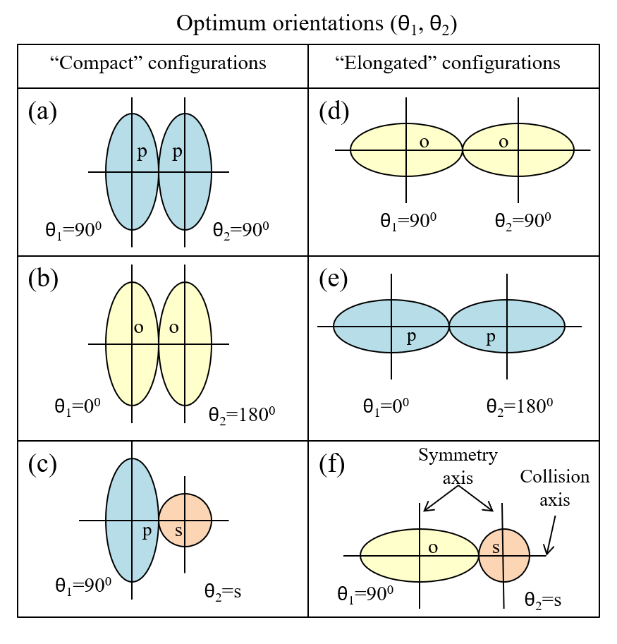 Optimum orientations (θ₁, θ₂)
“Compact” configurations
“Elongated” configurations
(a)
p p
θ₁=90⁰
θ₂=90⁰
(d)
o o
θ₁=90⁰
θ₂=90⁰
(b)
o o
θ₁=0⁰
θ₂=180⁰
(e)
p p
θ₁=0⁰
θ₂=180⁰
(c)
p s
θ₁=90⁰
θ₂=s
(f)
Symmetry
axis
Collision
axis
o s
θ₁=90⁰
θ₂=s